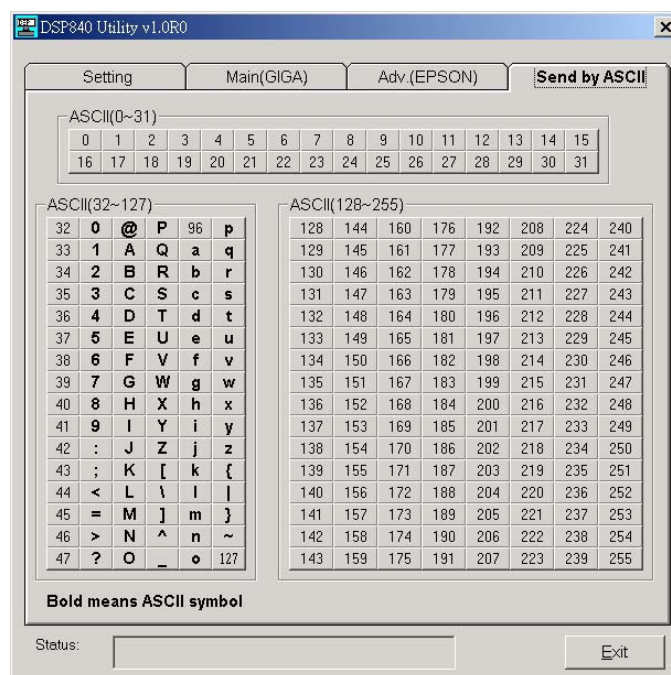 DSP840 Utility v1.0R0
Setting Main(GIGA) Adv.(EPSON) Send by ASCII
ASCII(0~31)
0 1 2 3 4 5 6 7 8 9 10 11 12 13 14 15
16 17 18 19 20 21 22 23 24 25 26 27 28 29 30 31
ASCII(32~127)
32 0 @ P 96 p
33 1 A Q a q
34 2 B R b r
35 3 C S c s
36 4 D T d t
37 5 E U e u
38 6 F V f v
39 7 G W g w
40 8 H X h x
41 9 I Y i y
42 : J Z j z
43 ; K [ k {
44 < L \ l |
45 = M ] m }
46 > N ^ n ~
47 ? O _ o 127
ASCII(128~255)
128 144 160 176 192 208 224 240
129 145 161 177 193 209 225 241
130 146 162 178 194 210 226 242
131 147 163 179 195 211 227 243
132 148 164 180 196 212 228 244
133 149 165 181 197 213 229 245
134 150 166 182 198 214 230 246
135 151 167 183 199 215 231 247
136 152 168 184 200 216 232 248
137 153 169 185 201 217 233 249
138 154 170 186 202 218 234 250
139 155 171 187 203 219 235 251
140 156 172 188 204 220 236 252
141 157 173 189 205 221 237 253
142 158 174 190 206 222 238 254
143 159 175 191 207 223 239 255
Bold means ASCII symbol
Status:
Exit